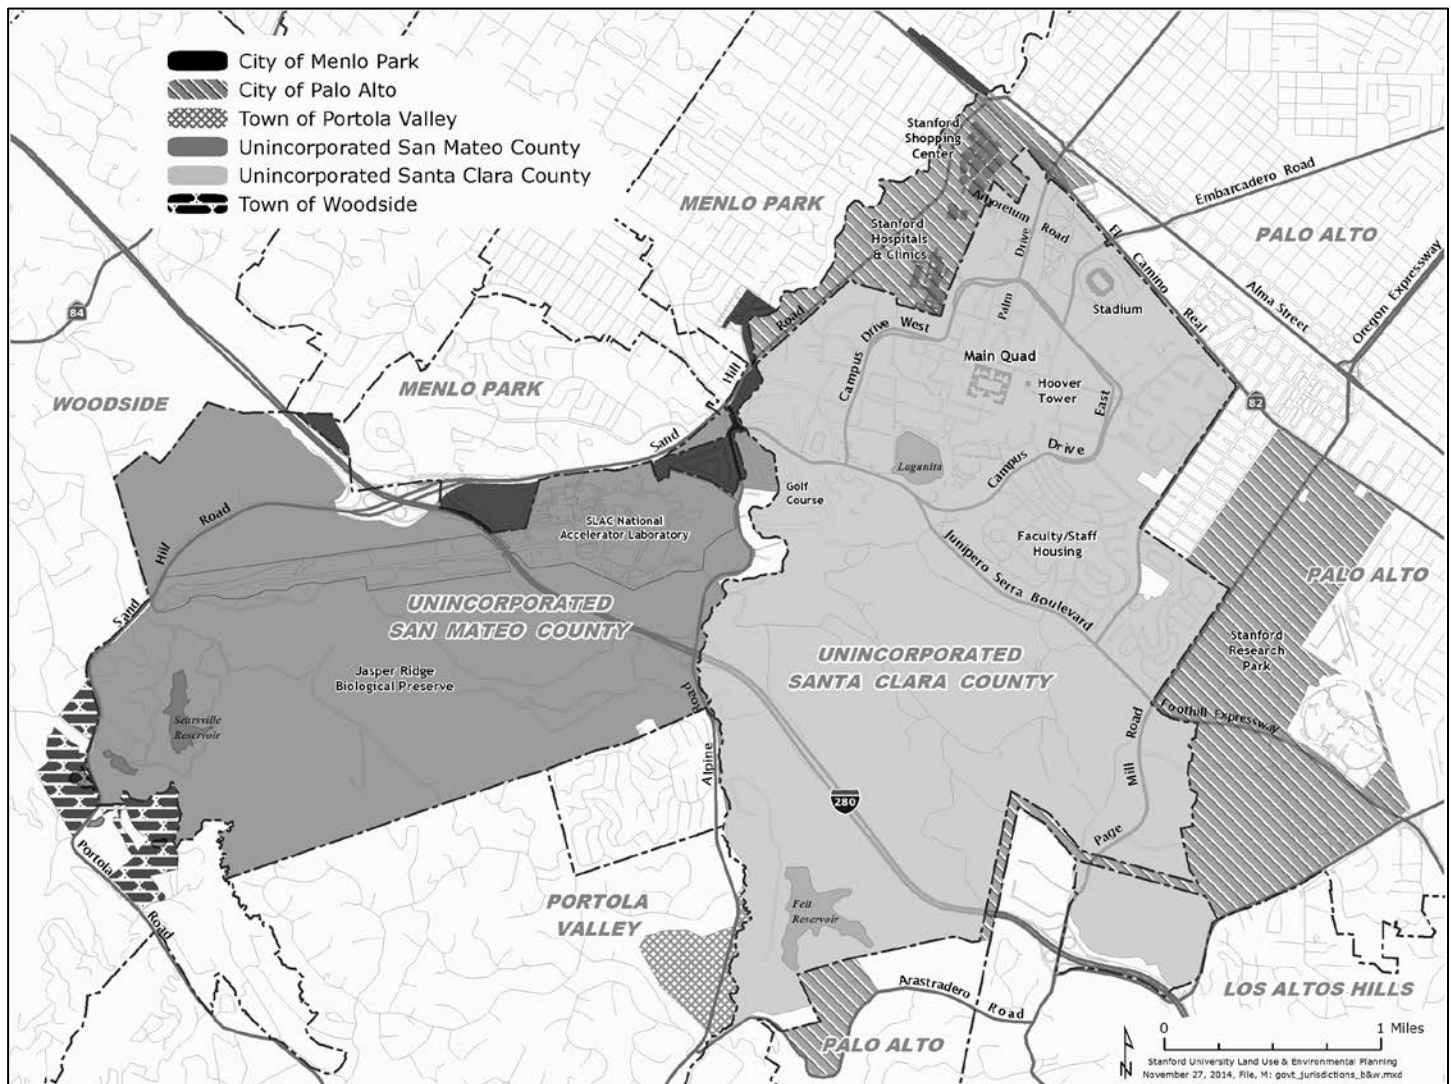 City of Menlo Park
City of Palo Alto
Town of Portola Valley
Unincorporated San Mateo County
Unincorporated Santa Clara County
Town of Woodside
Stanford
Shopping
Center
MENLO PARK
Arboretum Road
Embarcadero Road
PALO ALTO
Stanford
Hospitals
& Clinics
Palm Drive
El Camino Real
Alma Street
Oregon Expressway
84
Stadium
Sand Hill Road
Campus Drive West
Main Quad
Hoover
Tower
WOODSIDE
MENLO PARK
82
Campus Drive East
Lagunita
Golf
Course
SLAC National
Accelerator Laboratory
Faculty/Staff
Housing
Sand Hill Road
Junipero Serra Boulevard
PALO ALTO
UNINCORPORATED
SAN MATEO COUNTY
Stanford
Research
Park
UNINCORPORATED
SANTA CLARA COUNTY
Jasper Ridge
Biological Preserve
Searsville
Reservoir
Alpine Road
Foothill Expressway
Page Mill Road
280
Portola Road
PORTOLA
VALLEY
Felt
Reservoir
Arastradero Road
LOS ALTOS HILLS
PALO ALTO
N
0 1 Miles
Stanford University Land Use & Environmental Planning
November 27, 2014, File, M: govt_jurisdictions_b&w.mxd